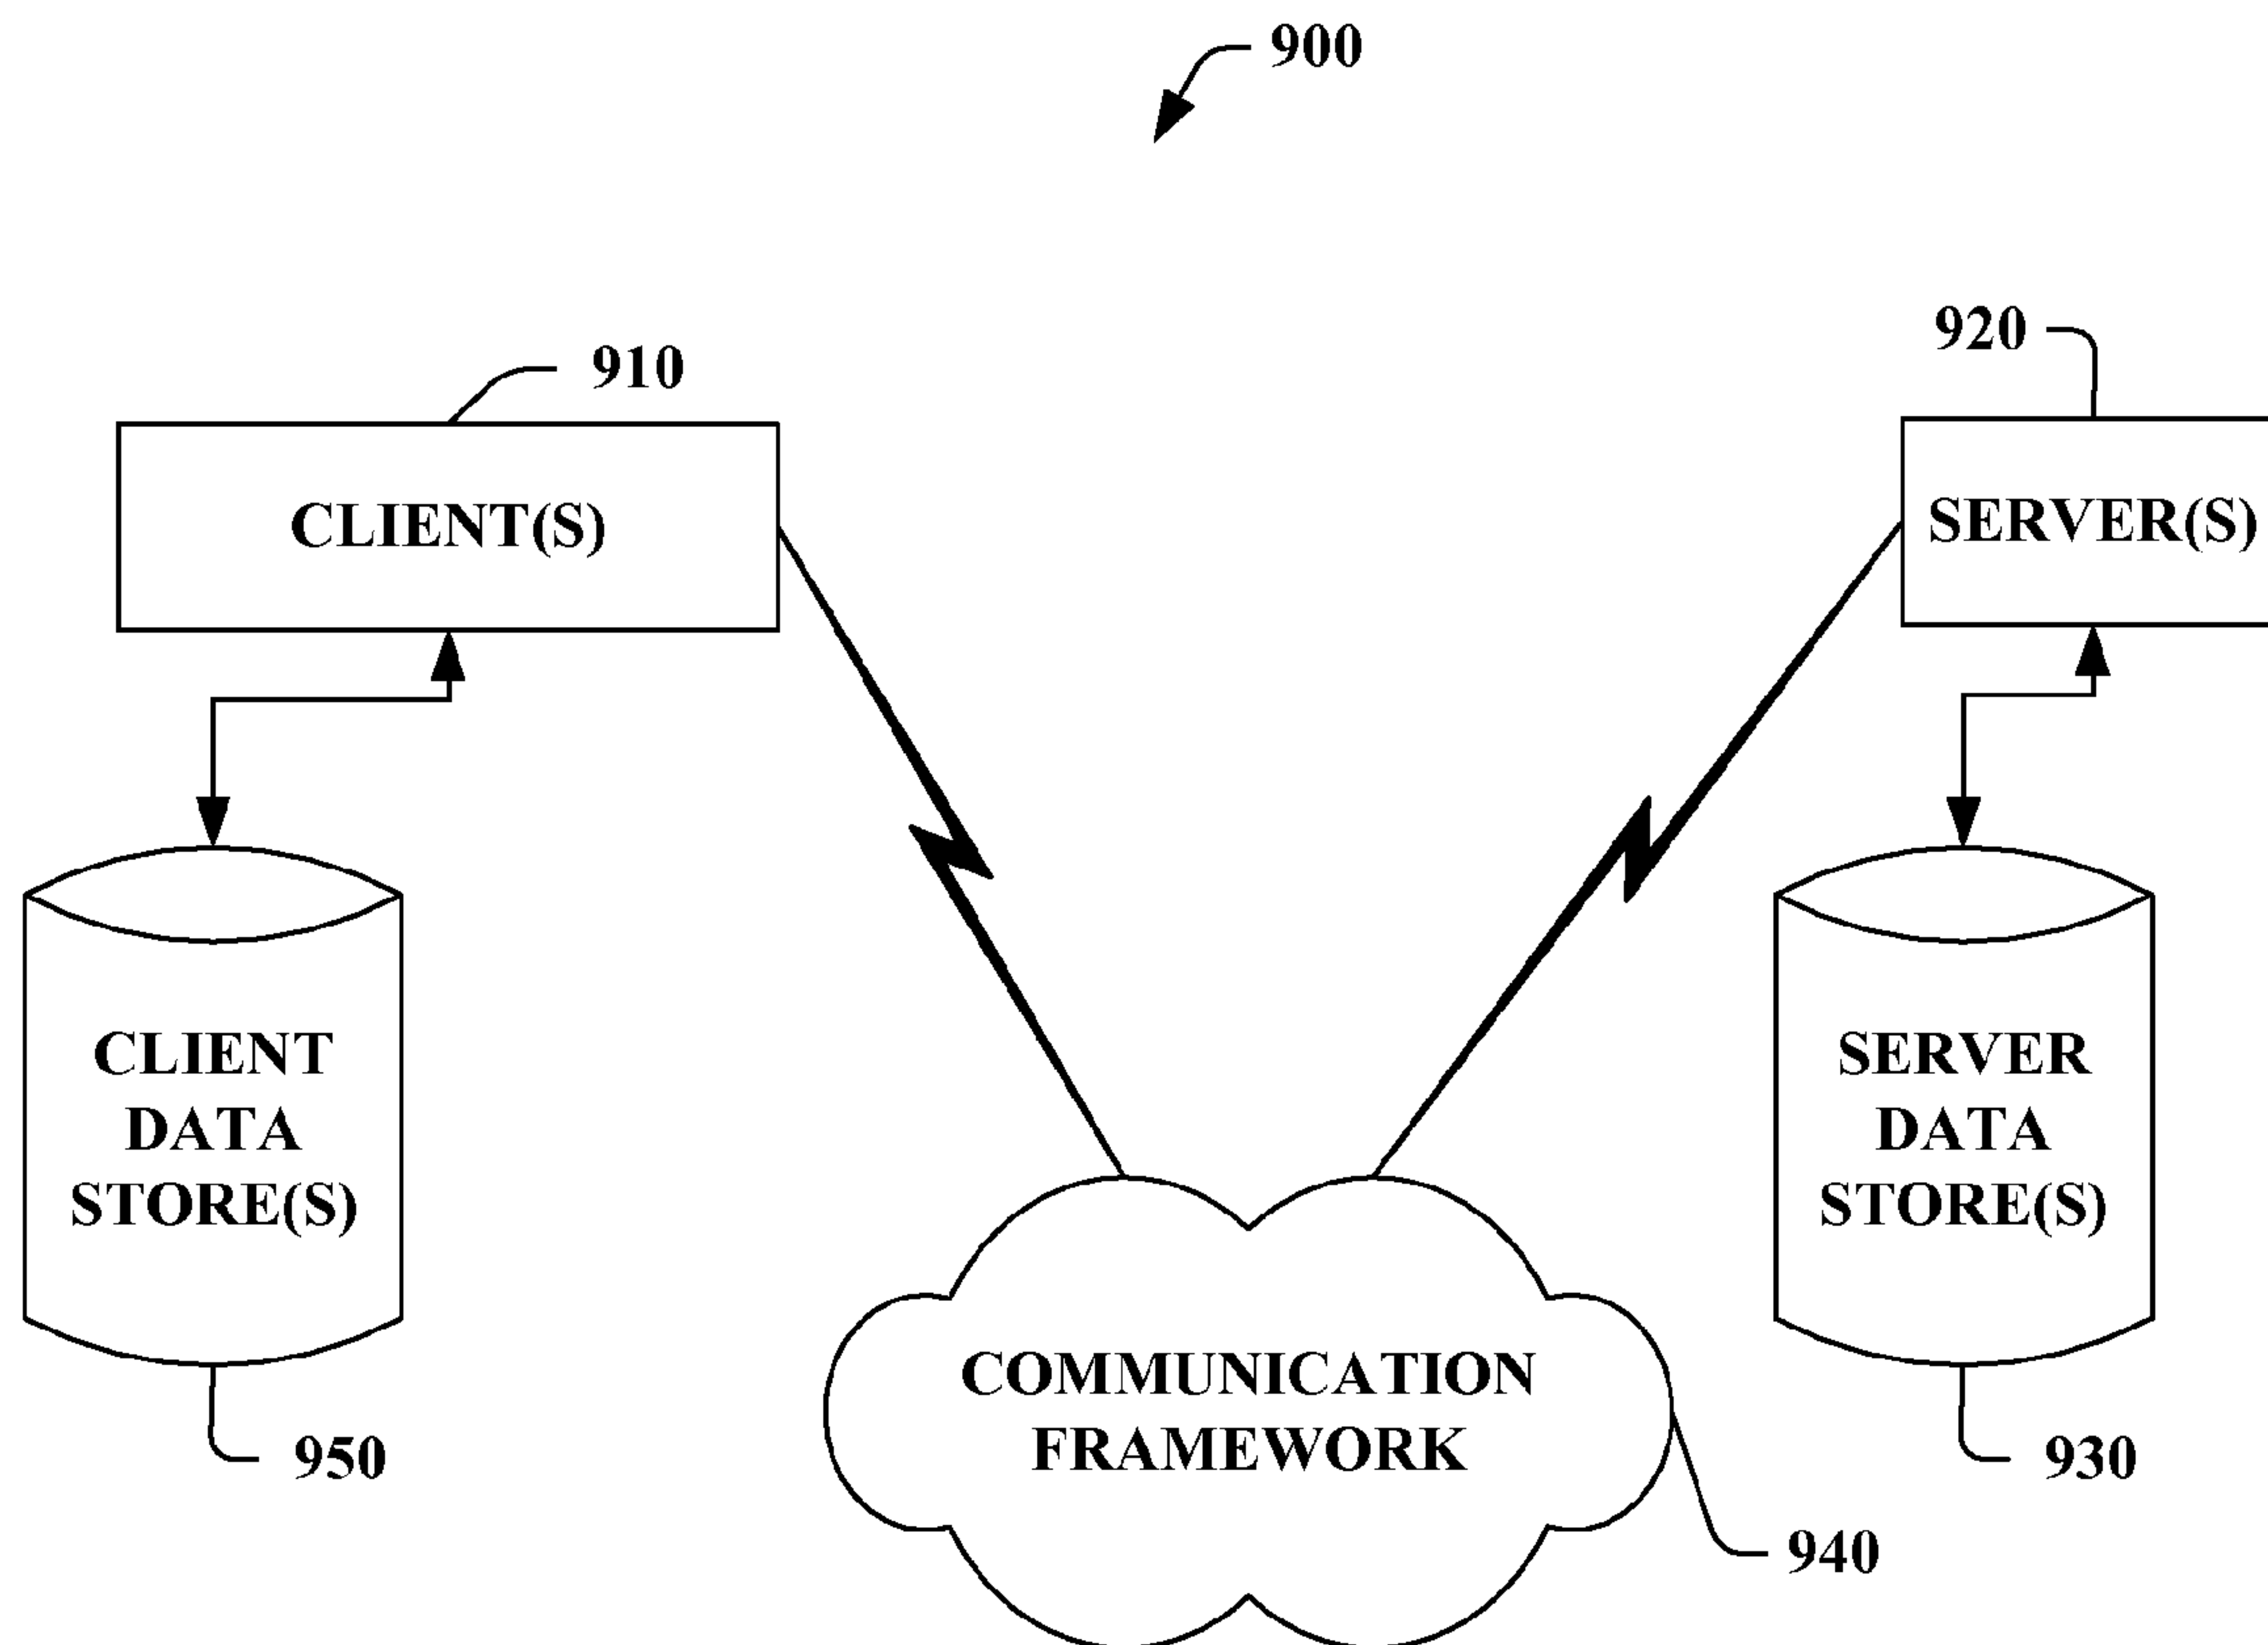 900
920
910
CLIENT(S)
SERVER(S)
CLIENT
DATA
STORE(S)
SERVER
DATA
STORE(S)
COMMUNICATION
FRAMEWORK
950
930
940